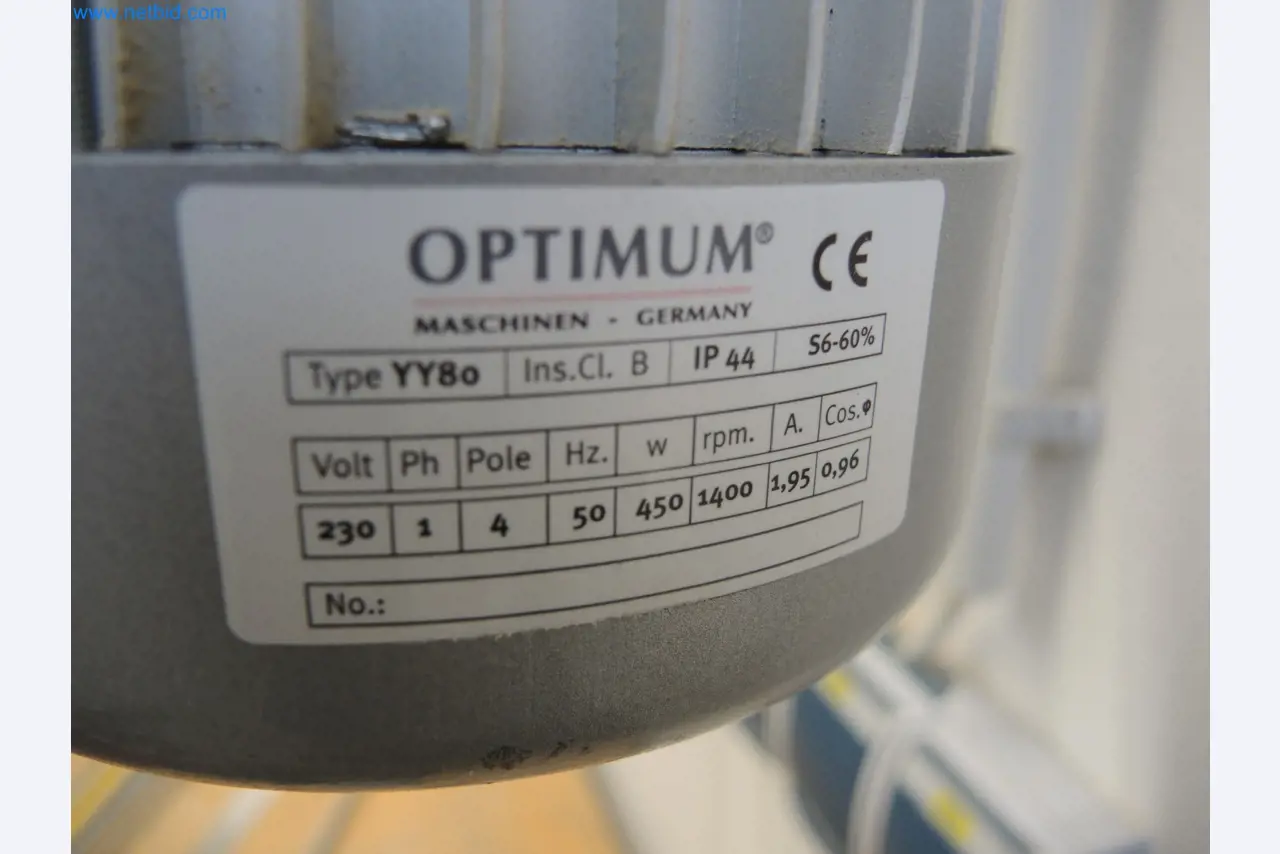 www.netbid.com
OPTIMUM®
CE
MASCHINEN - GERMANY
Type YY80 Ins.Cl. B IP 44 S6-60%
Volt Ph Pole Hz. w rpm. A. Cos.φ
230 1 4 50 450 1400 1,95 0,96
No.: